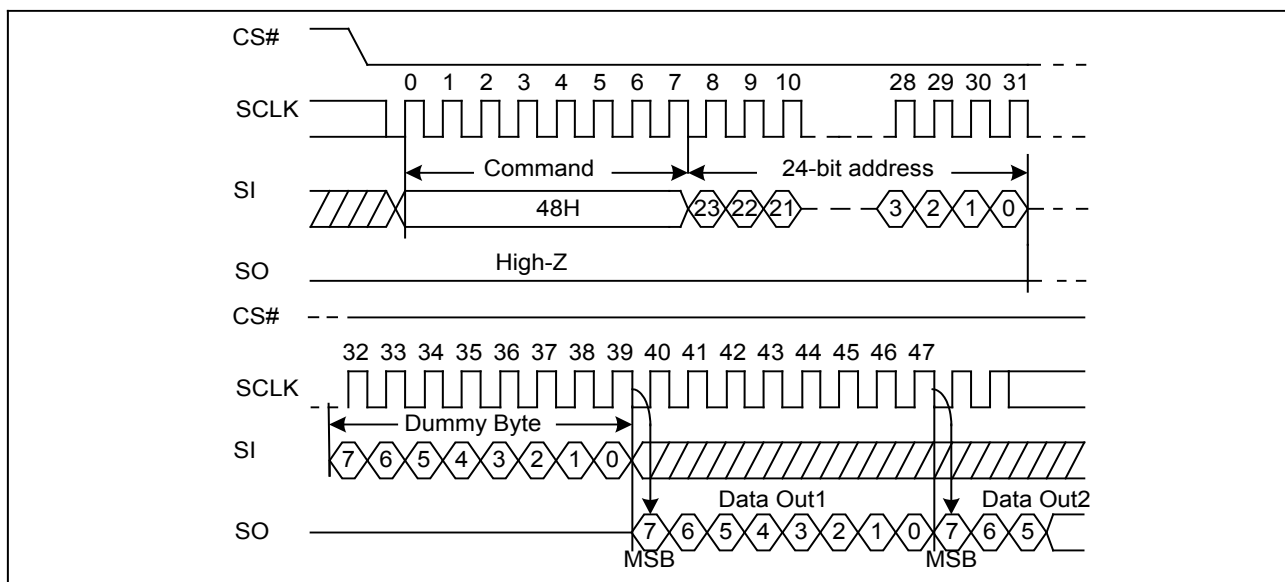 CS#
0 1 2 3 4 5 6 7 8 9 10 28 29 30 31
SCLK
Command 24-bit address
SI
48H 23 22 21 3 2 1 0
High-Z
SO
CS#
32 33 34 35 36 37 38 39 40 41 42 43 44 45 46 47
SCLK
Dummy Byte
SI
7 6 5 4 3 2 1 0
Data Out1 Data Out2
SO
7 6 5 4 3 2 1 0 7 6 5
MSB MSB